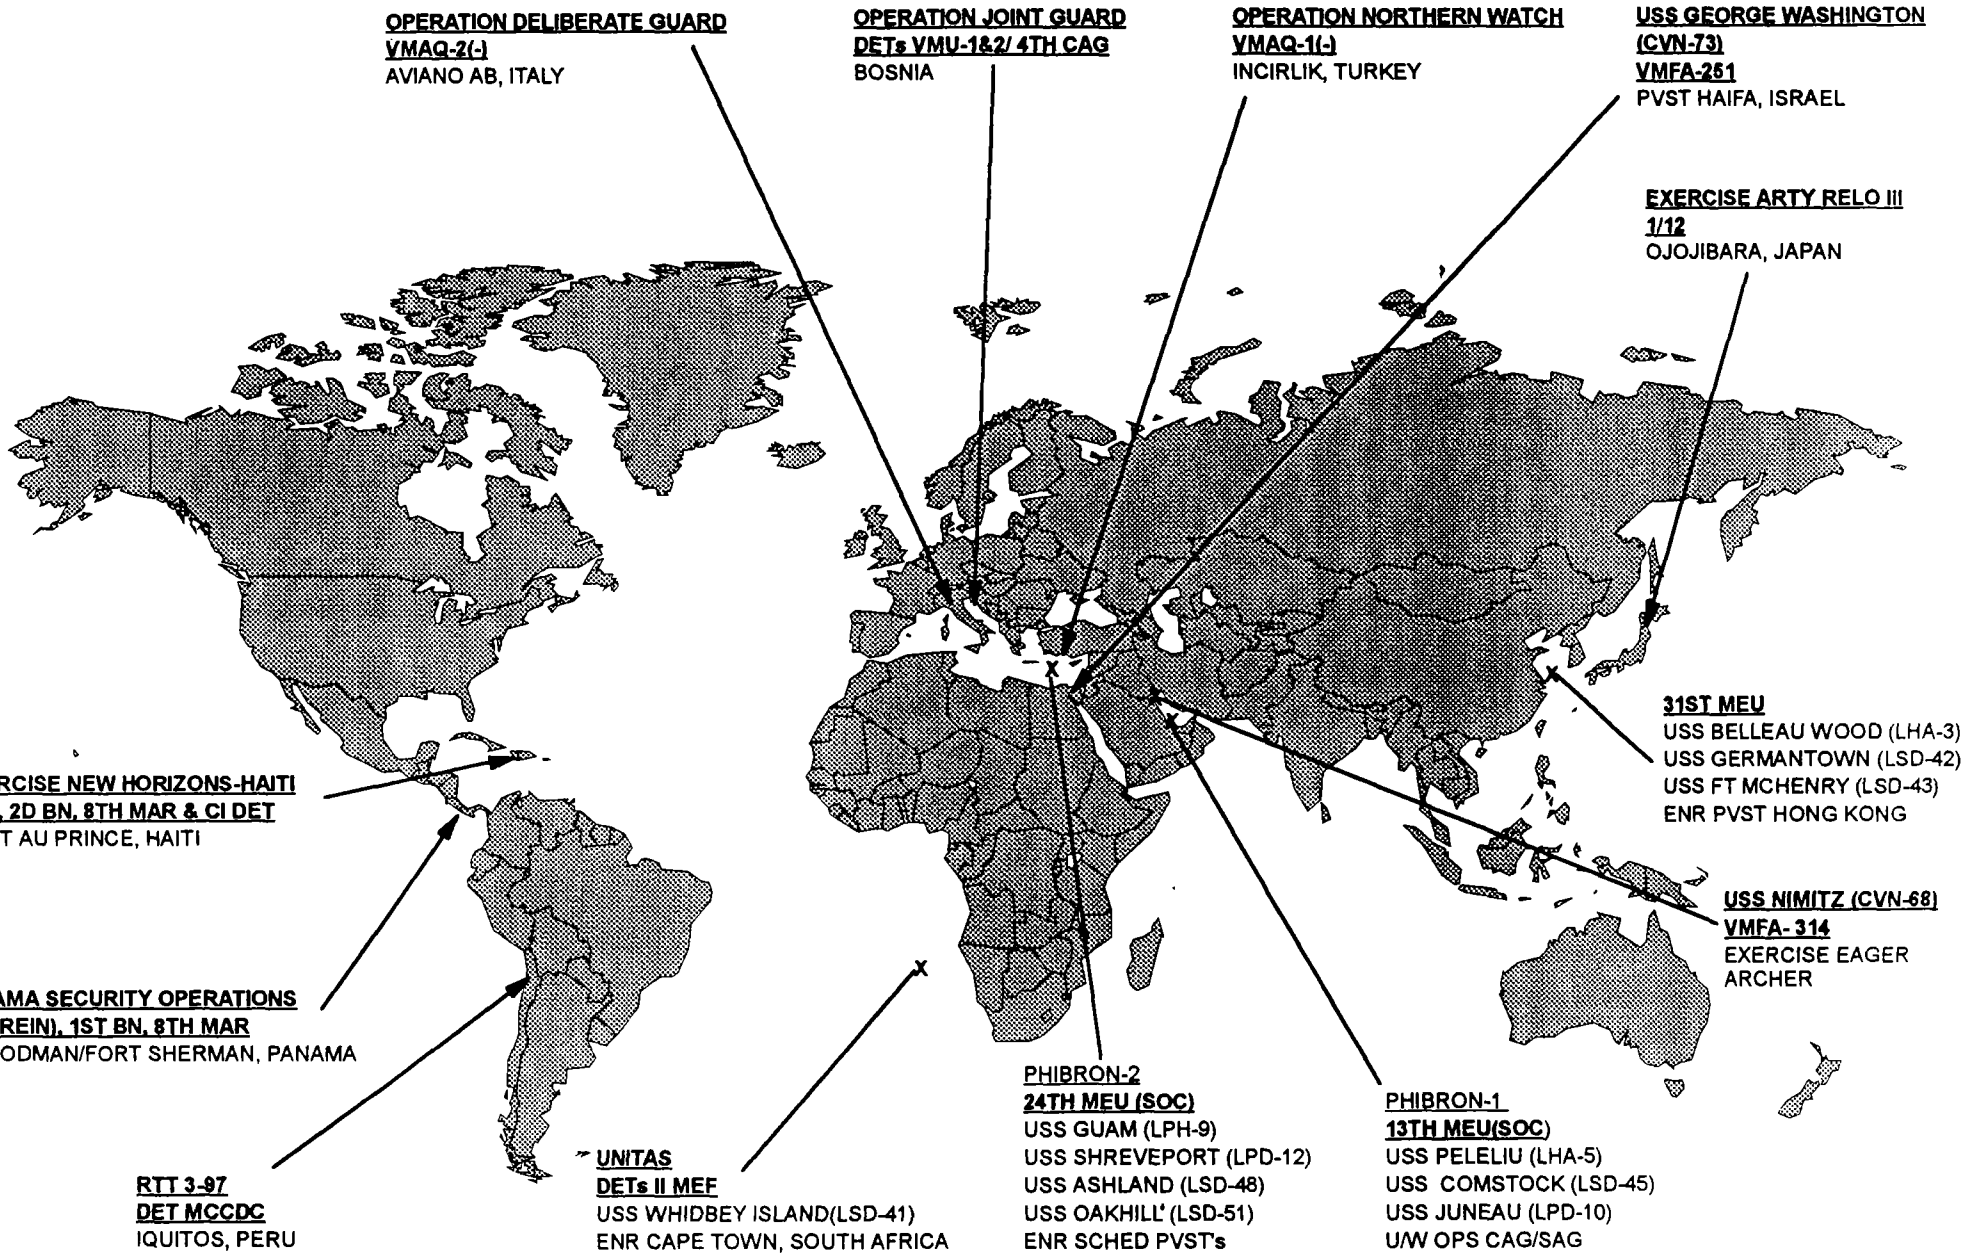 OPERATION DELIBERATE GUARD
VMAQ-2(-)
AVIANO AB, ITALY
OPERATION JOINT GUARD
DETs VMU-1&2/ 4TH CAG
BOSNIA
OPERATION NORTHERN WATCH
VMAQ-1(-)
INCIRLIK, TURKEY
USS GEORGE WASHINGTON
(CVN-73)
VMFA-251
PVST HAIFA, ISRAEL
EXERCISE ARTY RELO III
1/12
OJOJIBARA, JAPAN
31ST MEU
USS BELLEAU WOOD (LHA-3)
USS GERMANTOWN (LSD-42)
USS FT MCHENRY (LSD-43)
ENR PVST HONG KONG
RCISE NEW HORIZONS-HAITI
, 2D BN, 8TH MAR & CI DET
T AU PRINCE, HAITI
USS NIMITZ (CVN-68)
VMFA- 314
EXERCISE EAGER
ARCHER
AMA SECURITY OPERATIONS
(REIN), 1ST BN, 8TH MAR
ODMAN/FORT SHERMAN, PANAMA
X
X
X
X
X
PHIBRON-2
24TH MEU (SOC)
USS GUAM (LPH-9)
USS SHREVEPORT (LPD-12)
USS ASHLAND (LSD-48)
USS OAKHILL' (LSD-51)
ENR SCHED PVST's
PHIBRON-1
13TH MEU(SOC)
USS PELELIU (LHA-5)
USS COMSTOCK (LSD-45)
USS JUNEAU (LPD-10)
U/W OPS CAG/SAG
UNITAS
DETs II MEF
USS WHIDBEY ISLAND(LSD-41)
ENR CAPE TOWN, SOUTH AFRICA
RTT 3-97
DET MCCDC
IQUITOS, PERU